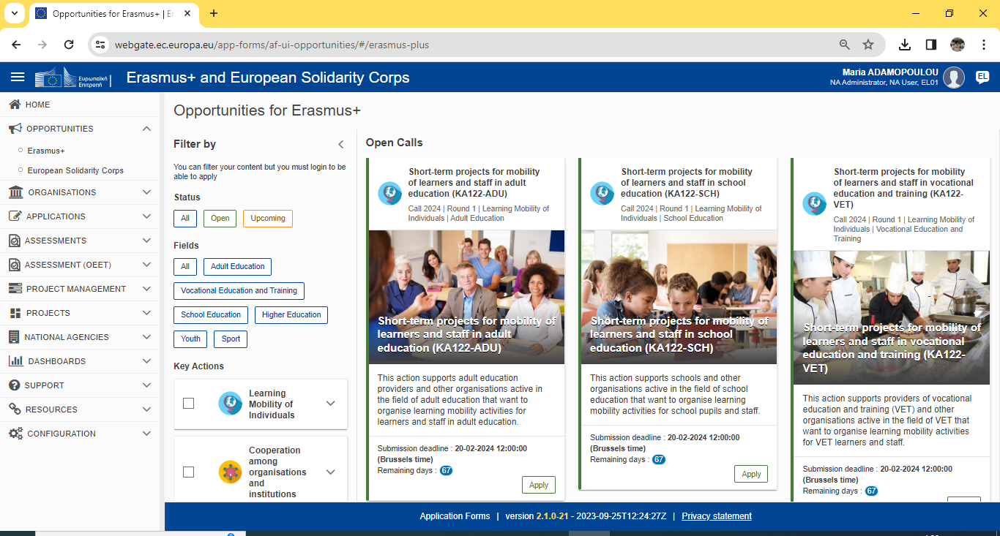 Opportunities for Erasmus+ | Er
webgate.ec.europa.eu/app-forms/af-ui-opportunities/#/erasmus-plus
Ευρωπαϊκή
Επιτροπή
Erasmus+ and European Solidarity Corps
Maria ADAMOPOULOU
NA Administrator, NA User, EL01
EL
HOME
OPPORTUNITIES
Erasmus+
European Solidarity Corps
ORGANISATIONS
APPLICATIONS
ASSESSMENTS
ASSESSMENT (OEET)
PROJECT MANAGEMENT
PROJECTS
NATIONAL AGENCIES
DASHBOARDS
SUPPORT
RESOURCES
CONFIGURATION
Opportunities for Erasmus+
Filter by
You can filter your content but you must login to be
able to apply
Status
All
Open
Upcoming
Fields
All
Adult Education
Vocational Education and Training
School Education
Higher Education
Youth
Sport
Key Actions
Learning
Mobility of
Individuals
Cooperation
among
organisations
and
institutions
Open Calls
Short-term projects for mobility
of learners and staff in adult
education (KA122-ADU)
Call 2024 | Round 1 | Learning Mobility of
Individuals | Adult Education
Short-term projects for mobility of
learners and staff in adult
education (KA122-ADU)
This action supports adult education
providers and other organisations active in
the field of adult education that want to
organise learning mobility activities for
learners and staff in adult education.
Submission deadline : 20-02-2024 12:00:00
(Brussels time)
Remaining days : 67
Apply
Short-term projects for mobility
of learners and staff in school
education (KA122-SCH)
Call 2024 | Round 1 | Learning Mobility of
Individuals | School Education
Short-term projects for mobility of
learners and staff in school
education (KA122-SCH)
This action supports schools and other
organisations active in the field of school
education that want to organise learning
mobility activities for school pupils and staff.
Submission deadline : 20-02-2024 12:00:00
(Brussels time)
Remaining days : 67
Apply
Short-term projects for mobility
of learners and staff in vocational
education and training (KA122-
VET)
Call 2024 | Round 1 | Learning Mobility of
Individuals | Vocational Education and
Training
Short-term projects for mobility of
learners and staff in vocational
education and training (KA122-
VET)
This action supports providers of vocational
education and training (VET) and other
organisations active in the field of VET that
want to organise learning mobility activities
for VET learners and staff.
Submission deadline : 20-02-2024 12:00:00
(Brussels time)
Remaining days : 67
Application Forms | version 2.1.0-21 - 2023-09-25T12:24:27Z | Privacy statement